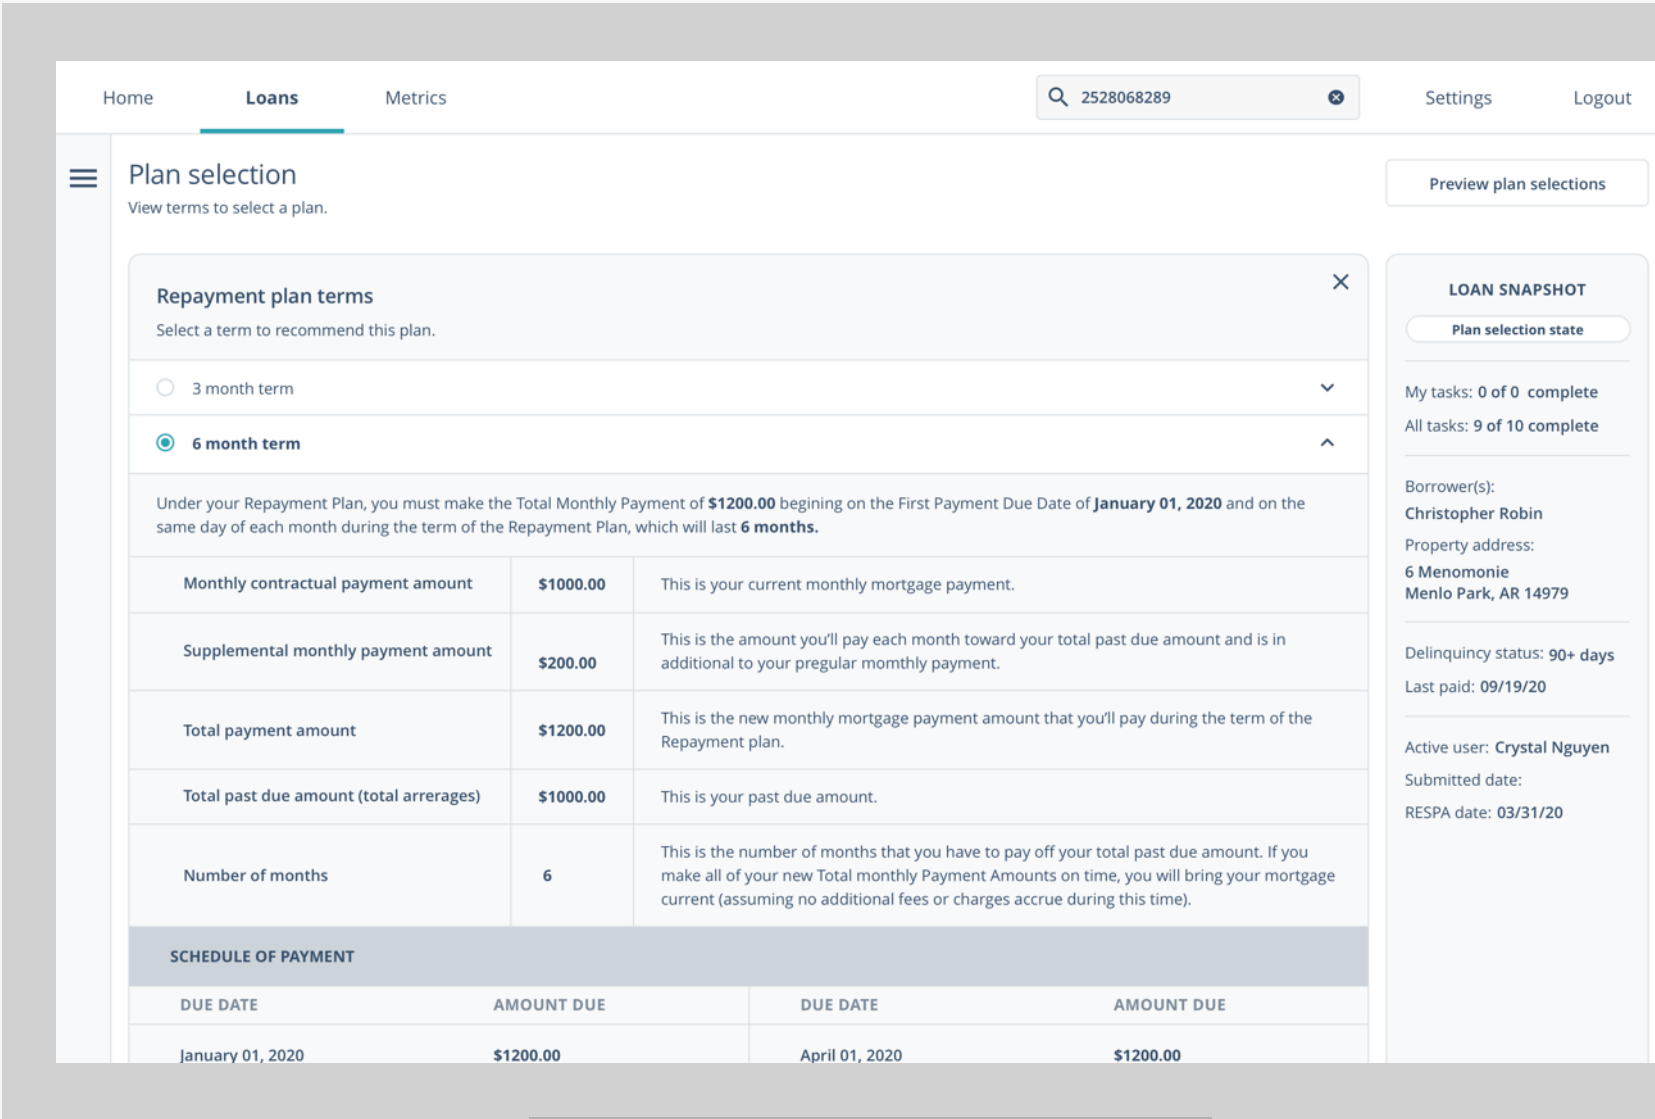 Home Loans Metrics 2528068289 Settings Logout
Plan selection
View terms to select a plan.
Preview plan selections
Repayment plan terms
Select a term to recommend this plan.
3 month term
6 month term
Under your Repayment Plan, you must make the Total Monthly Payment of $1200.00 begining on the First Payment Due Date of January 01, 2020 and on the
same day of each month during the term of the Repayment Plan, which will last 6 months.
Monthly contractual payment amount $1000.00 This is your current monthly mortgage payment.
Supplemental monthly payment amount $200.00 This is the amount you'll pay each month toward your total past due amount and is in
additional to your pregular momthly payment.
Total payment amount $1200.00 This is the new monthly mortgage payment amount that you'll pay during the term of the
Repayment plan.
Total past due amount (total arrerages) $1000.00 This is your past due amount.
Number of months 6 This is the number of months that you have to pay off your total past due amount. If you
make all of your new Total monthly Payment Amounts on time, you will bring your mortgage
current (assuming no additional fees or charges accrue during this time).
SCHEDULE OF PAYMENT
DUE DATE AMOUNT DUE DUE DATE AMOUNT DUE
January 01, 2020 $1200.00 April 01, 2020 $1200.00
LOAN SNAPSHOT
Plan selection state
My tasks: 0 of 0 complete
All tasks: 9 of 10 complete
Borrower(s):
Christopher Robin
Property address:
6 Menomonie
Menlo Park, AR 14979
Delinquency status: 90+ days
Last paid: 09/19/20
Active user: Crystal Nguyen
Submitted date:
RESPA date: 03/31/20